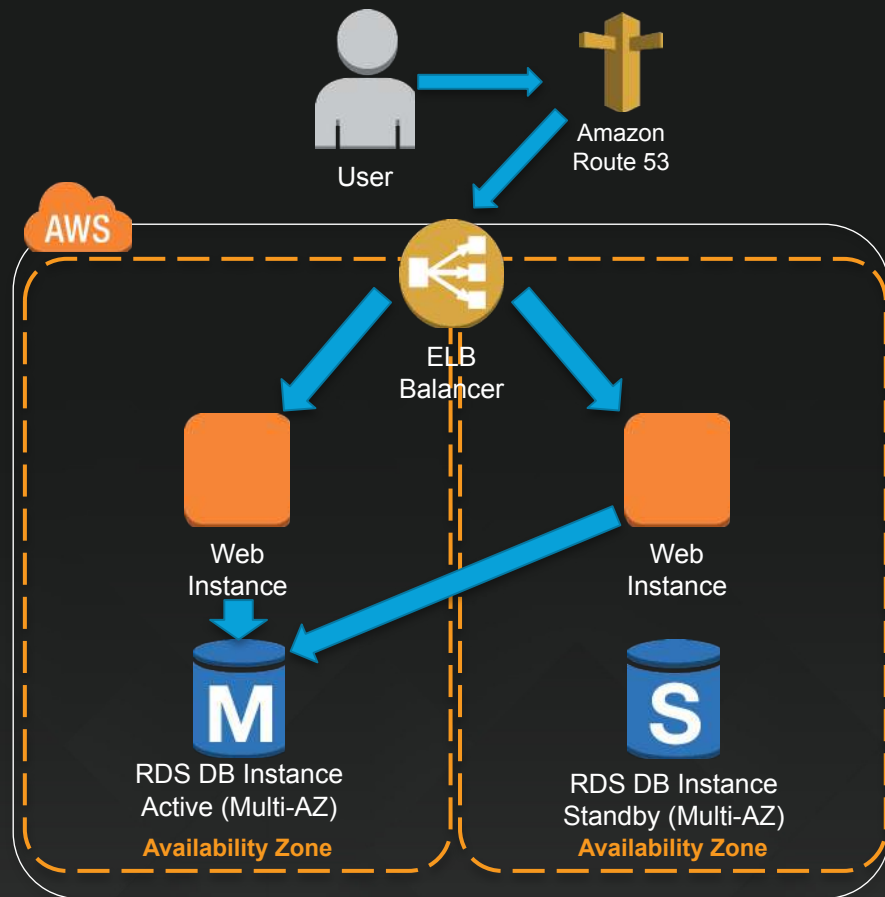 User
Amazon
Route 53
AWS
ELB
Balancer
Web
Instance
Web
Instance
M
RDS DB Instance
Active (Multi-AZ)
Availability Zone
S
RDS DB Instance
Standby (Multi-AZ)
Availability Zone